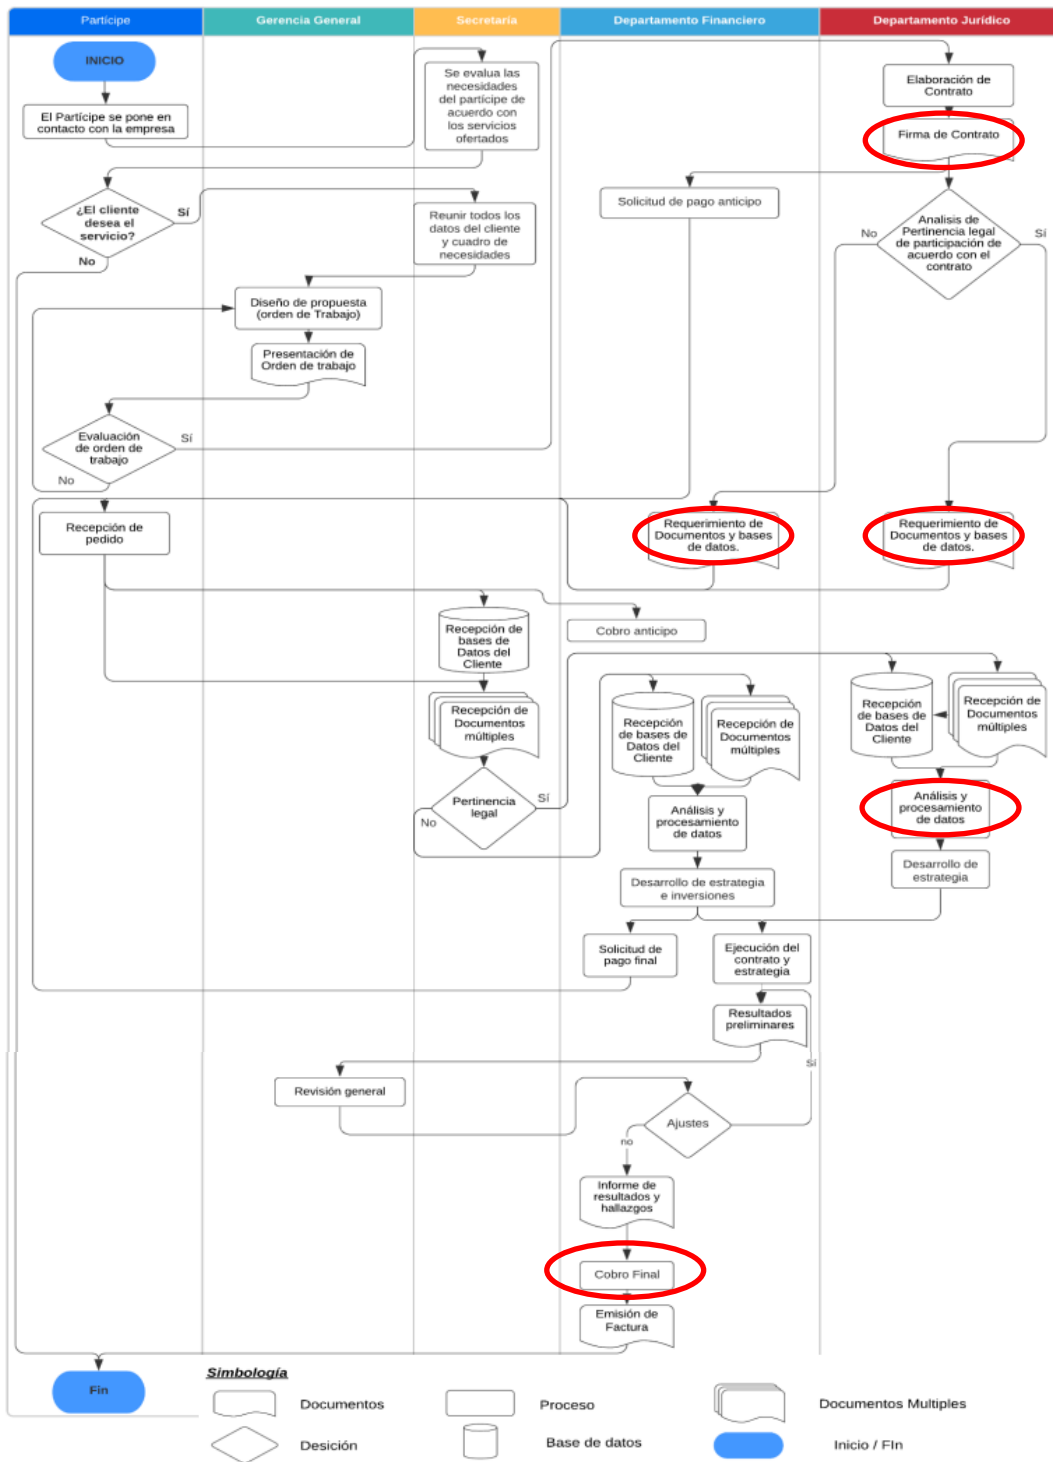 Partícipe
Gerencia General
Secretaría
Departamento Financiero
Departamento Jurídico
INICIO
El Partícipe se pone en
contacto con la empresa
Se evalua las
necesidades
del partícipe de
acuerdo con
los servicios
ofertados
Elaboración de
Contrato
Firma de Contrato
¿El cliente
desea el
servicio?
Sí
No
Reunir todos los
datos del cliente
y cuadro de
necesidades
Solicitud de pago anticipo
Analisis de
Pertinencia legal
de participación de
acuerdo con el
contrato
No
Sí
Diseño de propuesta
(orden de Trabajo)
Presentación de
Orden de trabajo
Evaluación
de orden de
trabajo
Sí
No
Recepción de
pedido
Requerimiento de
Documentos y bases
de datos.
Requerimiento de
Documentos y bases
de datos.
Recepción de
bases de
Datos del
Cliente
Cobro anticipo
Recepción de
Documentos
múltiples
Recepción
de bases de
Datos del
Cliente
Recepción de
Documentos
múltiples
Recepción
de bases de
Datos del
Cliente
Recepción de
Documentos
múltiples
Pertinencia
legal
Sí
No
Análisis y
procesamiento
de datos
Análisis y
procesamiento
de datos
Desarrollo de estrategia
e inversiones
Desarrollo de
estrategia
Solicitud de
pago final
Ejecución del
contrato y
estrategia
Resultados
preliminares
Revisión general
Ajustes
Sí
no
Informe de
resultados y
hallazgos
Cobro Final
Emisión de
Factura
Fin
Simbología
Documentos
Proceso
Documentos Multiples
Desición
Base de datos
Inicio / FIn